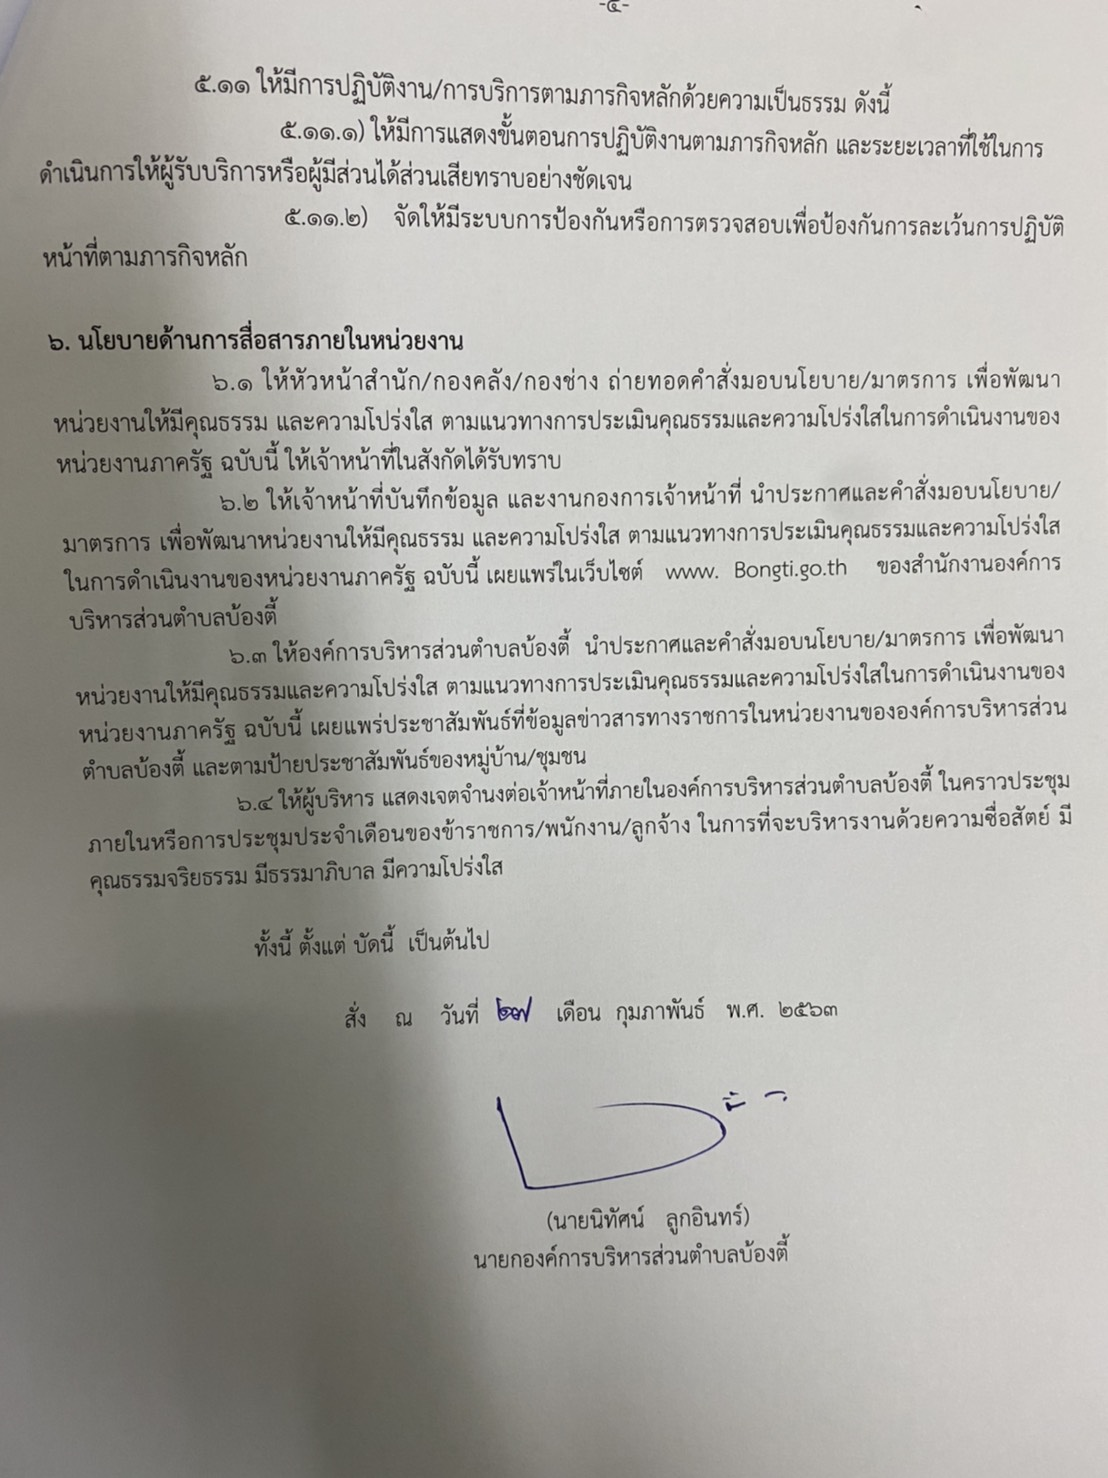 -๕-
๕.๑๑ ให้มีการปฏิบัติงาน/การบริการตามภารกิจหลักด้วยความเป็นธรรม ดังนี้
๕.๑๑.๑) ให้มีการแสดงขั้นตอนการปฏิบัติงานตามภารกิจหลัก และระยะเวลาที่ใช้ในการ
ดำเนินการให้ผู้รับบริการหรือผู้มีส่วนได้ส่วนเสียทราบอย่างชัดเจน
๕.๑๑.๒) จัดให้มีระบบการป้องกันหรือการตรวจสอบเพื่อป้องกันการละเว้นการปฏิบัติ
หน้าที่ตามภารกิจหลัก
๖. นโยบายด้านการสื่อสารภายในหน่วยงาน
๖.๑ ให้หัวหน้าสำนัก/กองคลัง/กองช่าง ถ่ายทอดคำสั่งมอบนโยบาย/มาตรการ เพื่อพัฒนา
หน่วยงานให้มีคุณธรรม และความโปร่งใส ตามแนวทางการประเมินคุณธรรมและความโปร่งใสในการดำเนินงานของ
หน่วยงานภาครัฐ ฉบับนี้ ให้เจ้าหน้าที่ในสังกัดได้รับทราบ
๖.๒ ให้เจ้าหน้าที่บันทึกข้อมูล และงานกองการเจ้าหน้าที่ นำประกาศและคำสั่งมอบนโยบาย/
มาตรการ เพื่อพัฒนาหน่วยงานให้มีคุณธรรม และความโปร่งใส ตามแนวทางการประเมินคุณธรรมและความโปร่งใส
ในการดำเนินงานของหน่วยงานภาครัฐ ฉบับนี้ เผยแพร่ในเว็บไซต์ www. Bongti.go.th ของสำนักงานองค์การ
บริหารส่วนตำบลบ้องตี้
๖.๓ ให้องค์การบริหารส่วนตำบลบ้องตี้ นำประกาศและคำสั่งมอบนโยบาย/มาตรการ เพื่อพัฒนา
หน่วยงานให้มีคุณธรรมและความโปร่งใส ตามแนวทางการประเมินคุณธรรมและความโปร่งใสในการดำเนินงานของ
หน่วยงานภาครัฐ ฉบับนี้ เผยแพร่ประชาสัมพันธ์ที่ข้อมูลข่าวสารทางราชการในหน่วยงานขององค์การบริหารส่วน
ตำบลบ้องตี้ และตามป้ายประชาสัมพันธ์ของหมู่บ้าน/ชุมชน
๖.๔ ให้ผู้บริหาร แสดงเจตจำนงต่อเจ้าหน้าที่ภายในองค์การบริหารส่วนตำบลบ้องตี้ ในคราวประชุม
ภายในหรือการประชุมประจำเดือนของข้าราชการ/พนักงาน/ลูกจ้าง ในการที่จะบริหารงานด้วยความซื่อสัตย์ มี
คุณธรรมจริยธรรม มีธรรมาภิบาล มีความโปร่งใส
ทั้งนี้ ตั้งแต่ บัดนี้ เป็นต้นไป
สั่ง ณ วันที่ ๒๗ เดือน กุมภาพันธ์ พ.ศ. ๒๕๖๓
(นายนิทัศน์ ลูกอินทร์)
นายกองค์การบริหารส่วนตำบลบ้องตี้